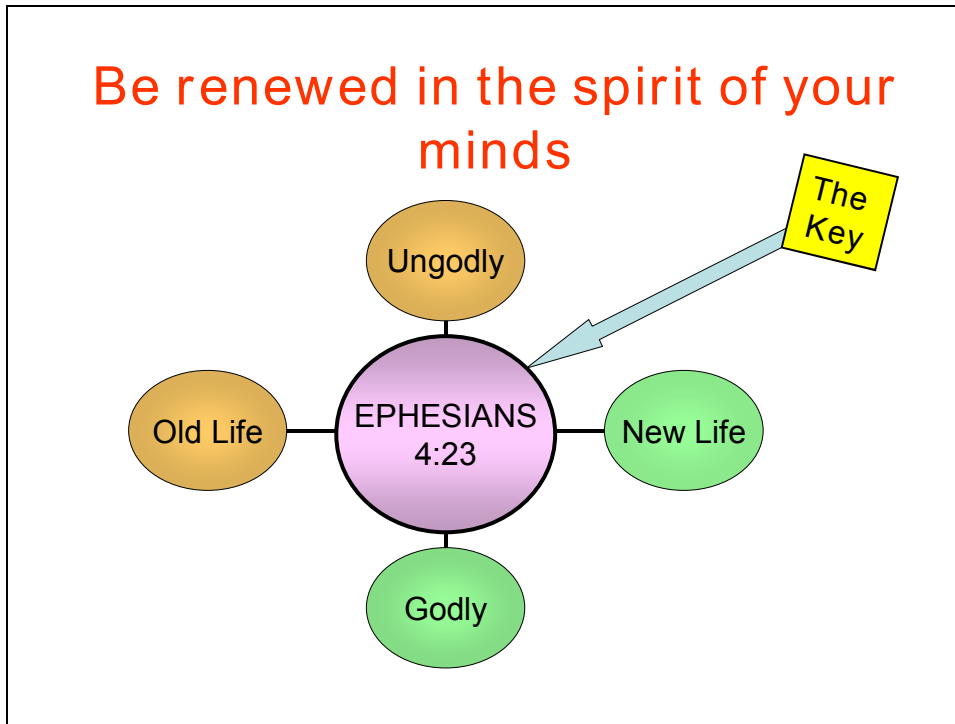 Be renewed in the spirit of your
minds
The
Key
Ungodly
Old Life
EPHESIANS
4:23
New Life
Godly